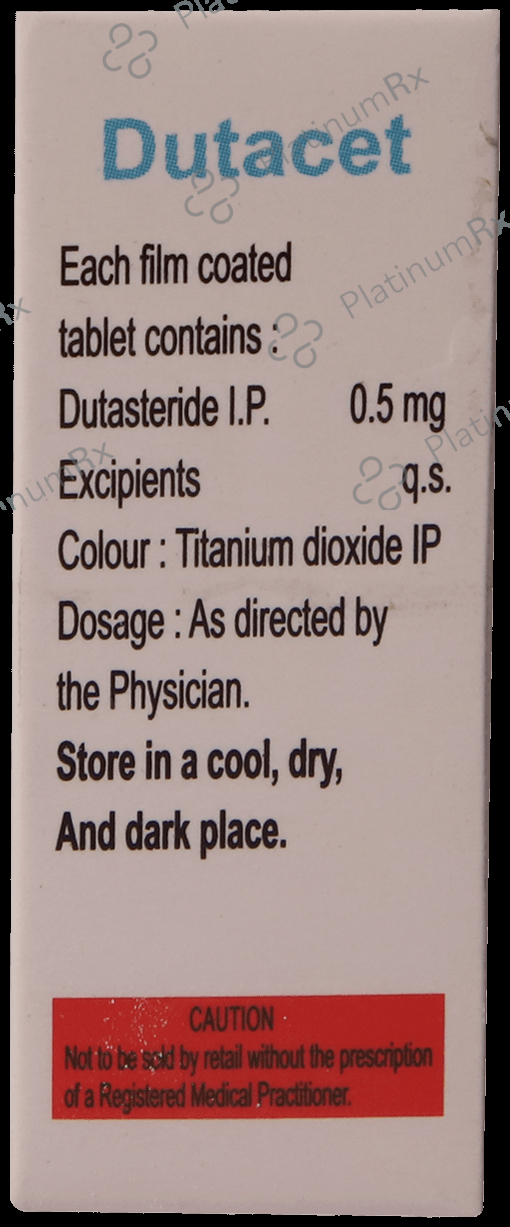 Dutacet
Each film coated
tablet contains :
Dutasteride I.P. 0.5 mg
Excipients q.s.
Colour : Titanium dioxide IP
Dosage : As directed by
the Physician.
Store in a cool, dry,
And dark place.
CAUTION
Not to be sold by retail without the prescription
of a Registered Medical Practitioner.
PlatinumRx
PlatinumRx